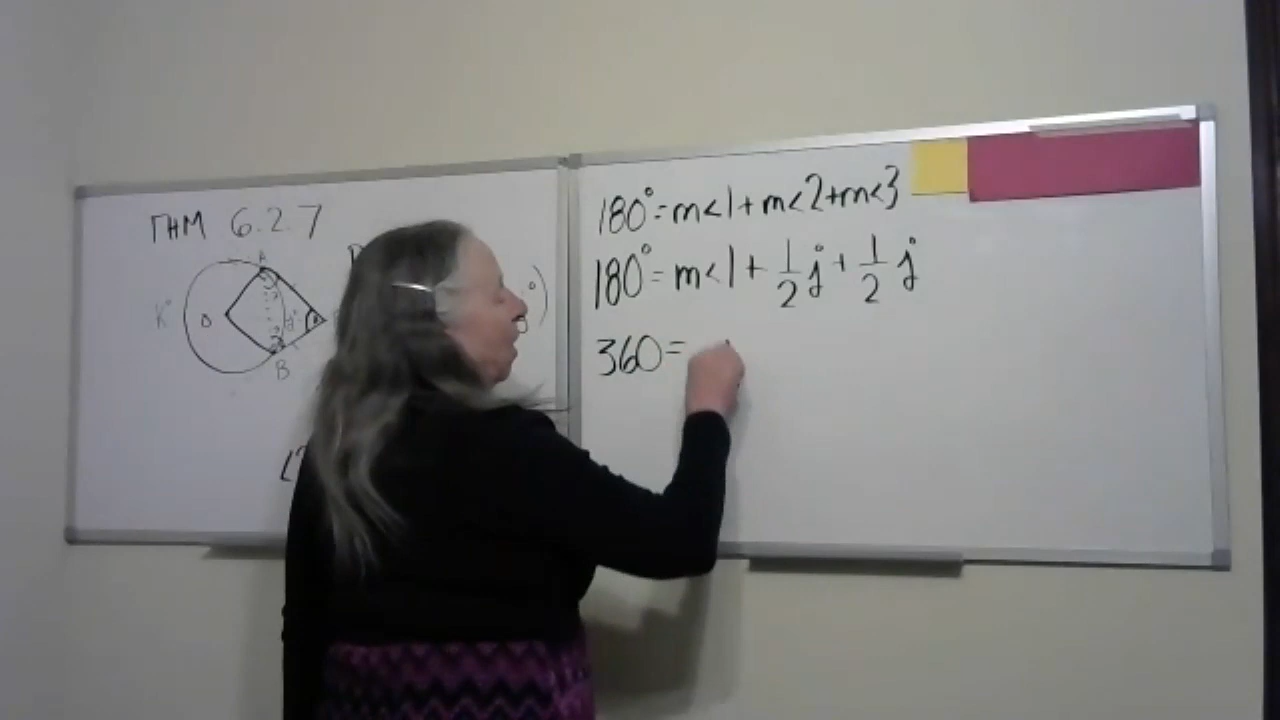 THM 6.2.7
A
K°
O
B
180° = m<1 + m<2 + m<3
180° = m<1 + 1/2 j° + 1/2 j°
360 =